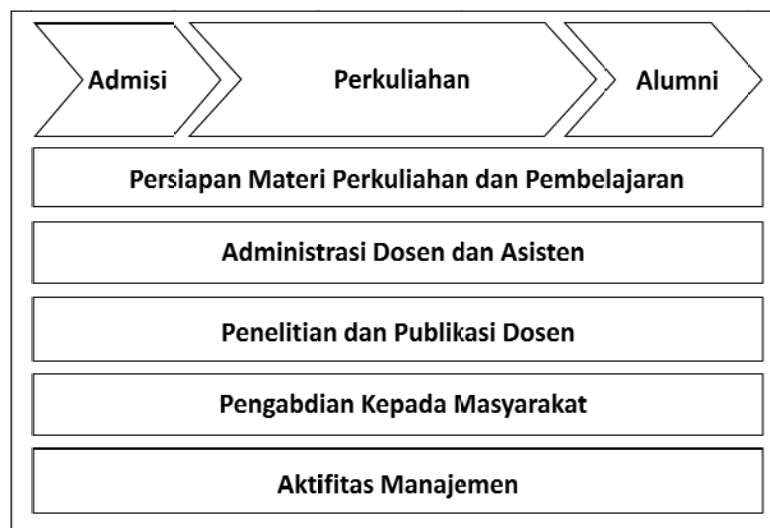 Admisi
Perkuliahan
Alumni
Persiapan Materi Perkuliahan dan Pembelajaran
Administrasi Dosen dan Asisten
Penelitian dan Publikasi Dosen
Pengabdian Kepada Masyarakat
Aktifitas Manajemen